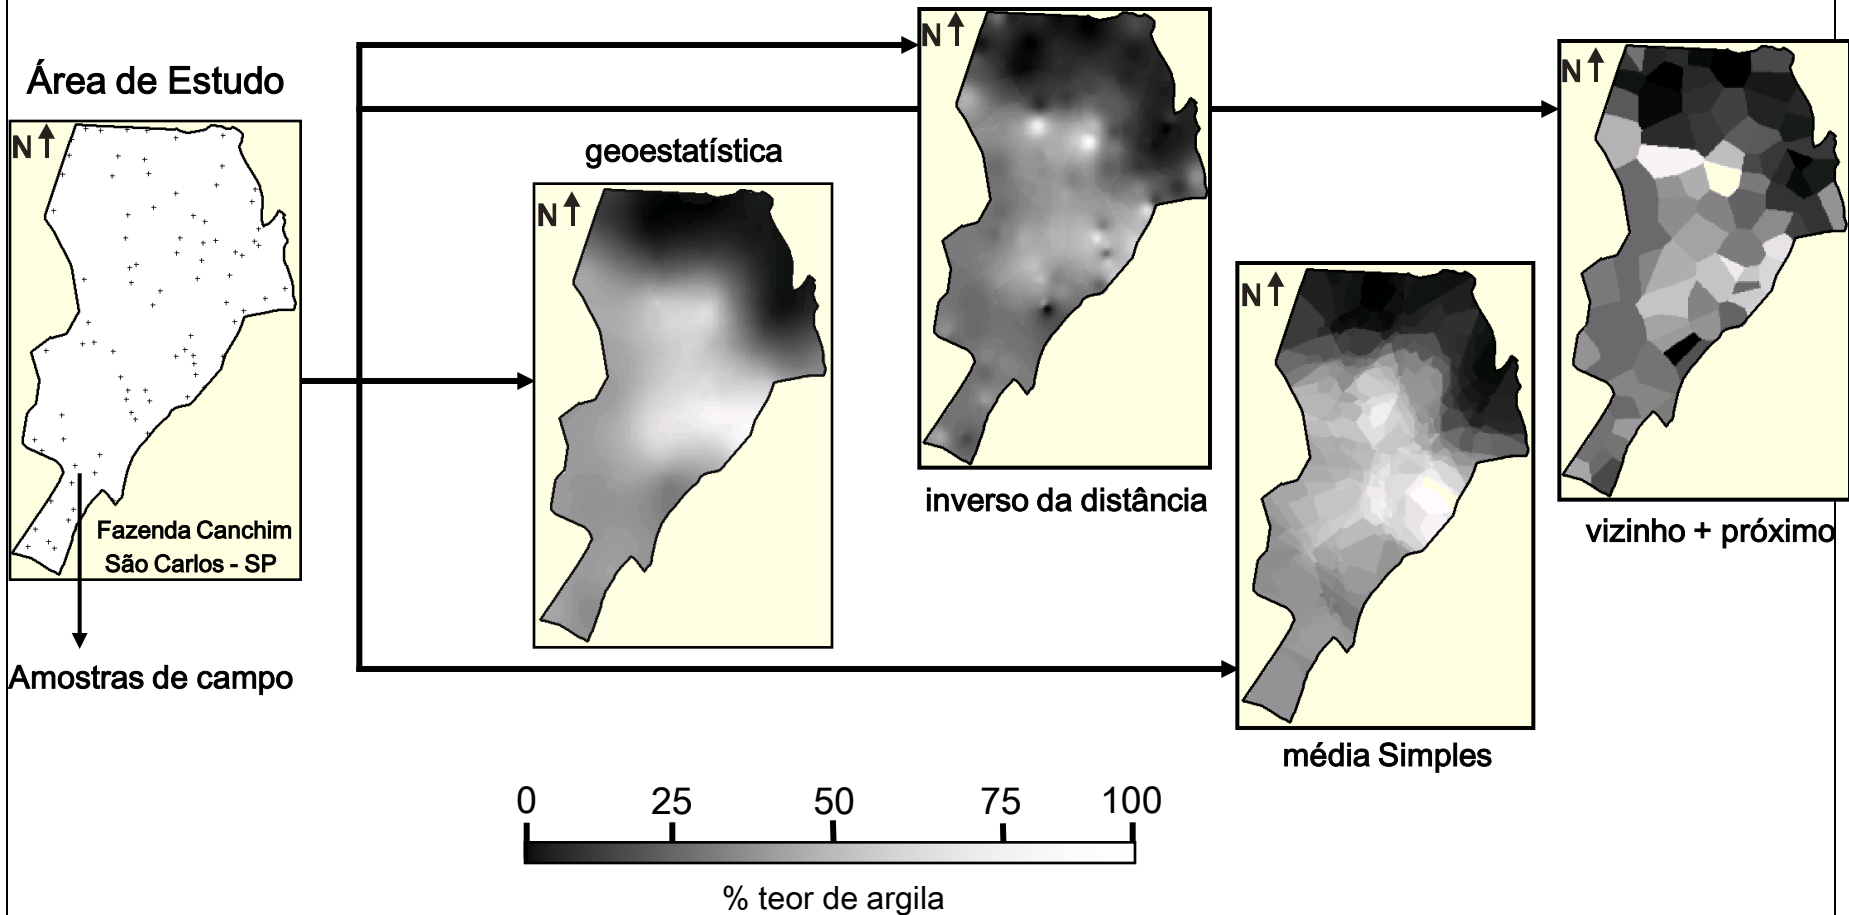 Área de Estudo
N
Fazenda Canchim
São Carlos - SP
Amostras de campo
geoestatística
N
N
inverso da distância
N
média Simples
N
vizinho + próximo
0 25 50 75 100
% teor de argila